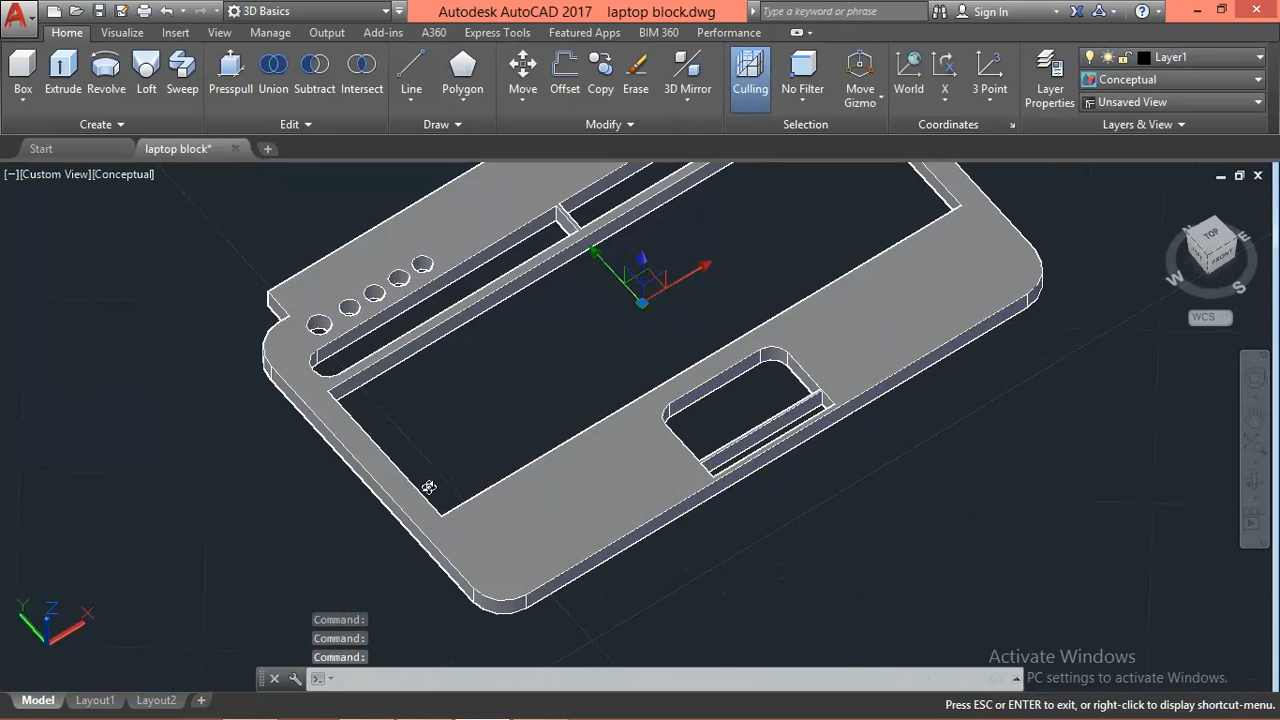 3D Basics
Autodesk AutoCAD 2017 laptop block.dwg
Type a keyword or phrase
Sign In
Home Visualize Insert View Manage Output Add-ins A360 Express Tools Featured Apps BIM 360 Performance
Box Extrude Revolve Loft Sweep Presspull Union Subtract Intersect Line Polygon Move Offset Copy Erase 3D Mirror Culling No Filter Move Gizmo World X 3 Point Layer Properties
Layer1
Conceptual
Unsaved View
Create Edit Draw Modify Selection Coordinates Layers & View
Start laptop block*
[−][Custom View][Conceptual]
TOP
FRONT
W
S
E
WCS
Y Z X
Command:
Command:
Command:
Activate Windows
PC settings to activate Windows.
Model Layout1 Layout2
Press ESC or ENTER to exit, or right-click to display shortcut-menu.